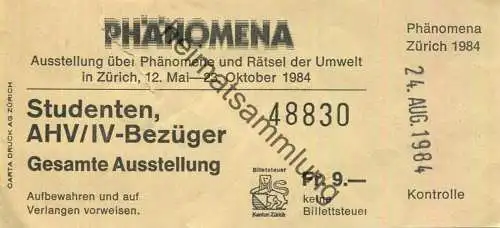 PHÄNOMENA
Ausstellung über Phänomene und Rätsel der Umwelt
in Zürich, 12. Mai—23. Oktober 1984
Studenten,
AHV/IV-Bezüger
Gesamte Ausstellung
Aufbewahren und auf
Verlangen vorweisen.
48830
Billetsteuer
Kanton Zürich
Fr. 9.—
keine
Billettsteuer
Phänomena
Zürich 1984
24. AUG. 1984
Kontrolle
CARTA DRUCK AG ZÜRICH
heimatsammlung